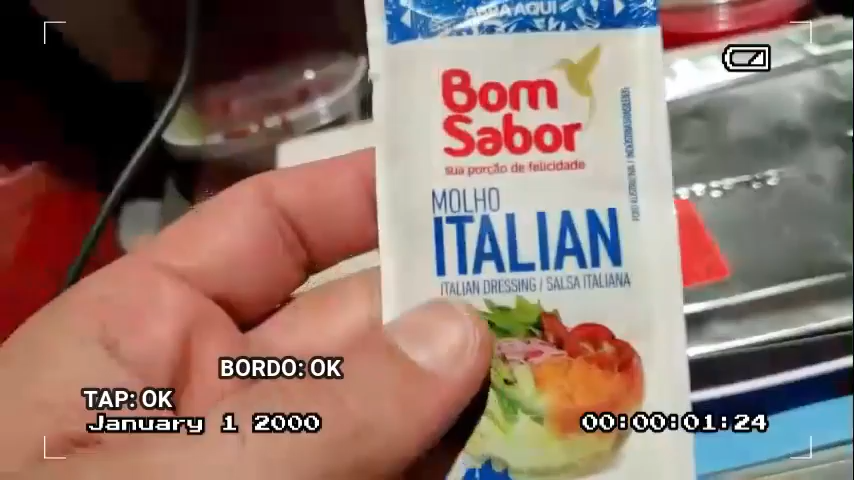 ABRA AQUI
Bom
Sabor
sua porção de felicidade
MOLHO
ITALIAN
ITALIAN DRESSING / SALSA ITALIANA
BORDO: OK
TAP: OK
January 1 2000
00:00:01:24